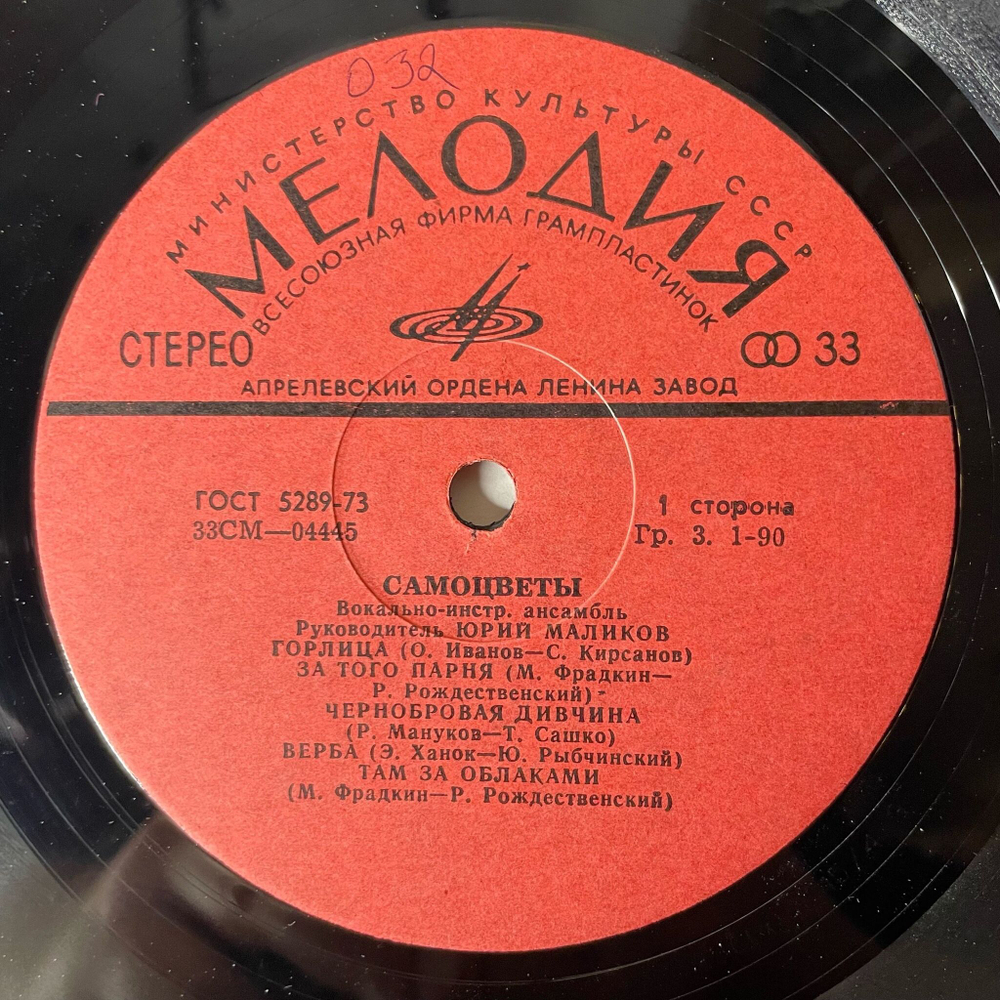 О 32
МИНИСТЕРСТВО КУЛЬТУРЫ СССР
МЕЛОДИЯ
ВСЕСОЮЗНАЯ ФИРМА ГРАМПЛАСТИНОК
СТЕРЕО
33
АПРЕЛЕВСКИЙ ОРДЕНА ЛЕНИНА ЗАВОД
ГОСТ 5289-73
1 сторона
33СМ—04445
Гр. 3. 1-90
САМОЦВЕТЫ
Вокально-инстр. ансамбль
Руководитель ЮРИЙ МАЛИКОВ
ГОРЛИЦА (О. Иванов—С. Кирсанов)
ЗА ТОГО ПАРНЯ (М. Фрадкин—
Р. Рождественский)
ЧЕРНОБРОВАЯ ДИВЧИНА
(Р. Мануков—Т. Сашко)
ВЕРБА (Э. Ханок—Ю. Рыбчинский)
ТАМ ЗА ОБЛАКАМИ
(М. Фрадкин—Р. Рождественский)